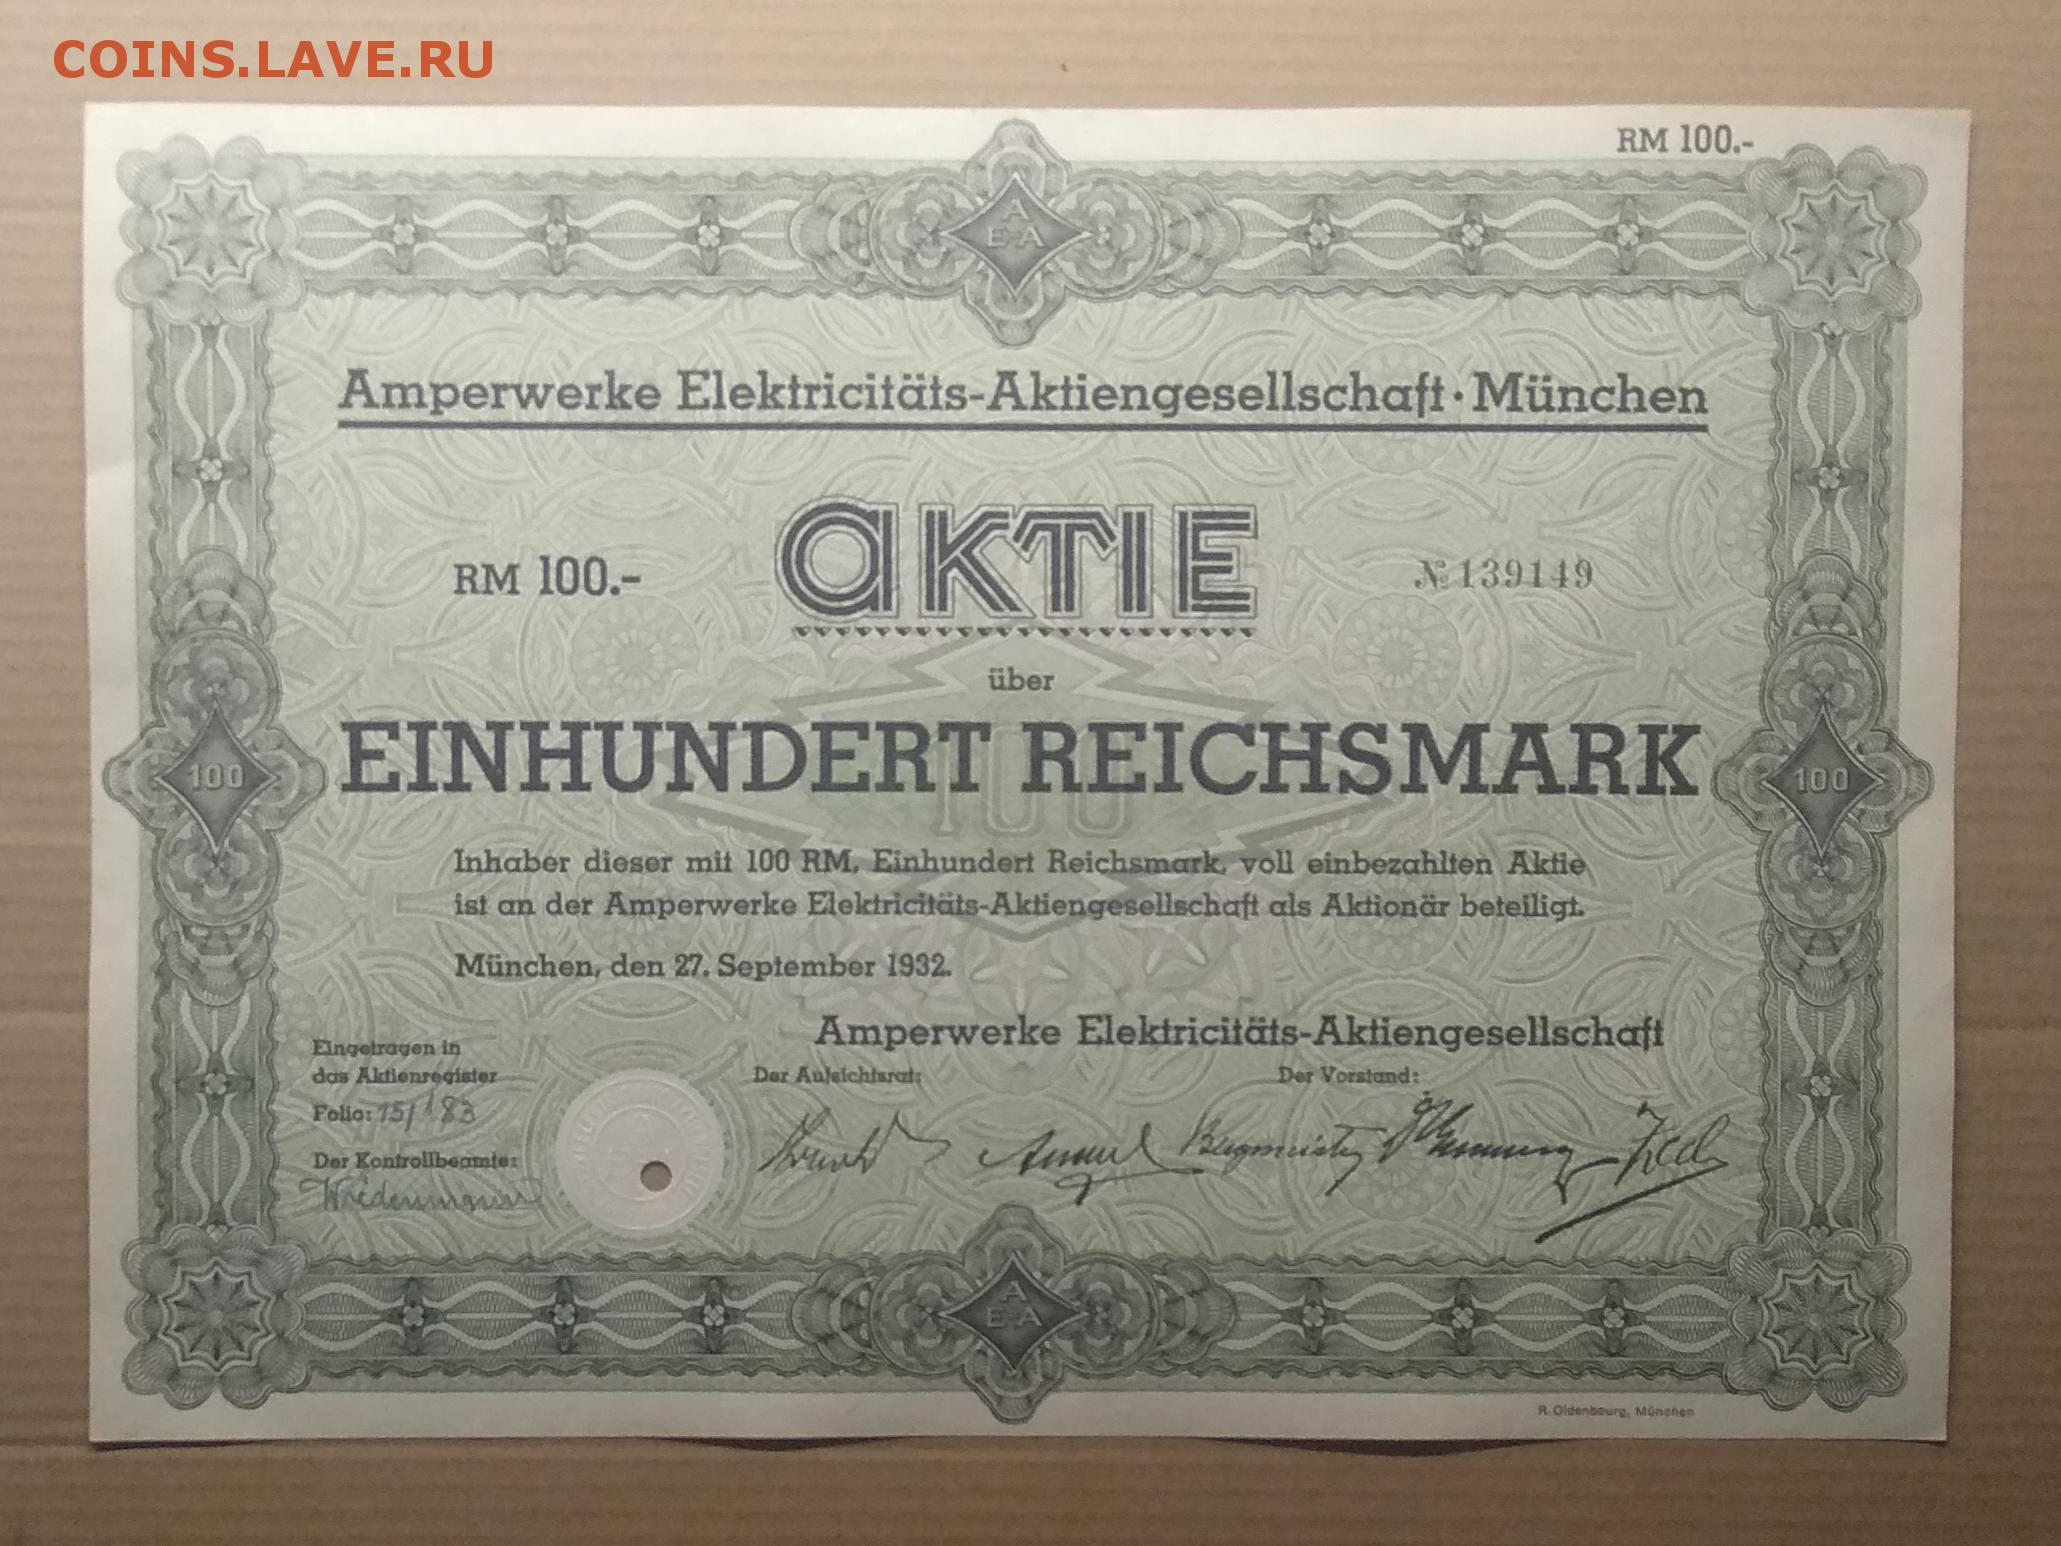 COINS.LAVE.RU
RM 100.-
A
E-A
Amperwerke Elektricitäts-Aktiengesellschaft · München
RM 100.-
AKTIE
№ 139149
über
EINHUNDERT REICHSMARK
100
100
100
Inhaber dieser mit 100 RM, Einhundert Reichsmark, voll einbezahlten Aktie
ist an der Amperwerke Elektricitäts-Aktiengesellschaft als Aktionär beteiligt.
München, den 27. September 1932.
Amperwerke Elektricitäts-Aktiengesellschaft
Eingetragen in
das Aktienregister
Folio: 15/183
Der Kontrollbeamte:
Wiedenmann
Der Aufsichtsrat:
Der Vorstand:
A
E-A
R. Oldenbourg, München